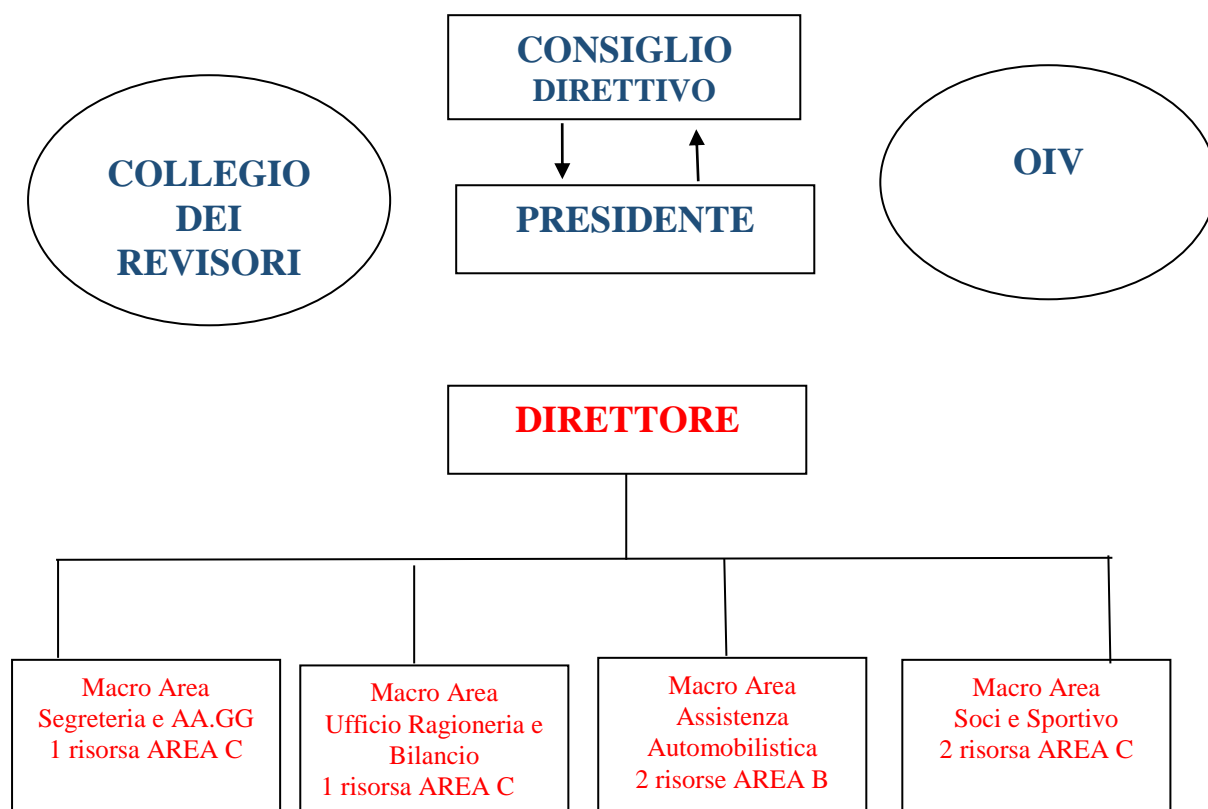 CONSIGLIO
DIRETTIVO
COLLEGIO
DEI
REVISORI
OIV
PRESIDENTE
DIRETTORE
Macro Area
Segreteria e AA.GG
1 risorsa AREA C
Macro Area
Ufficio Ragioneria e
Bilancio
1 risorsa AREA C
Macro Area
Assistenza
Automobilistica
2 risorse AREA B
Macro Area
Soci e Sportivo
2 risorsa AREA C